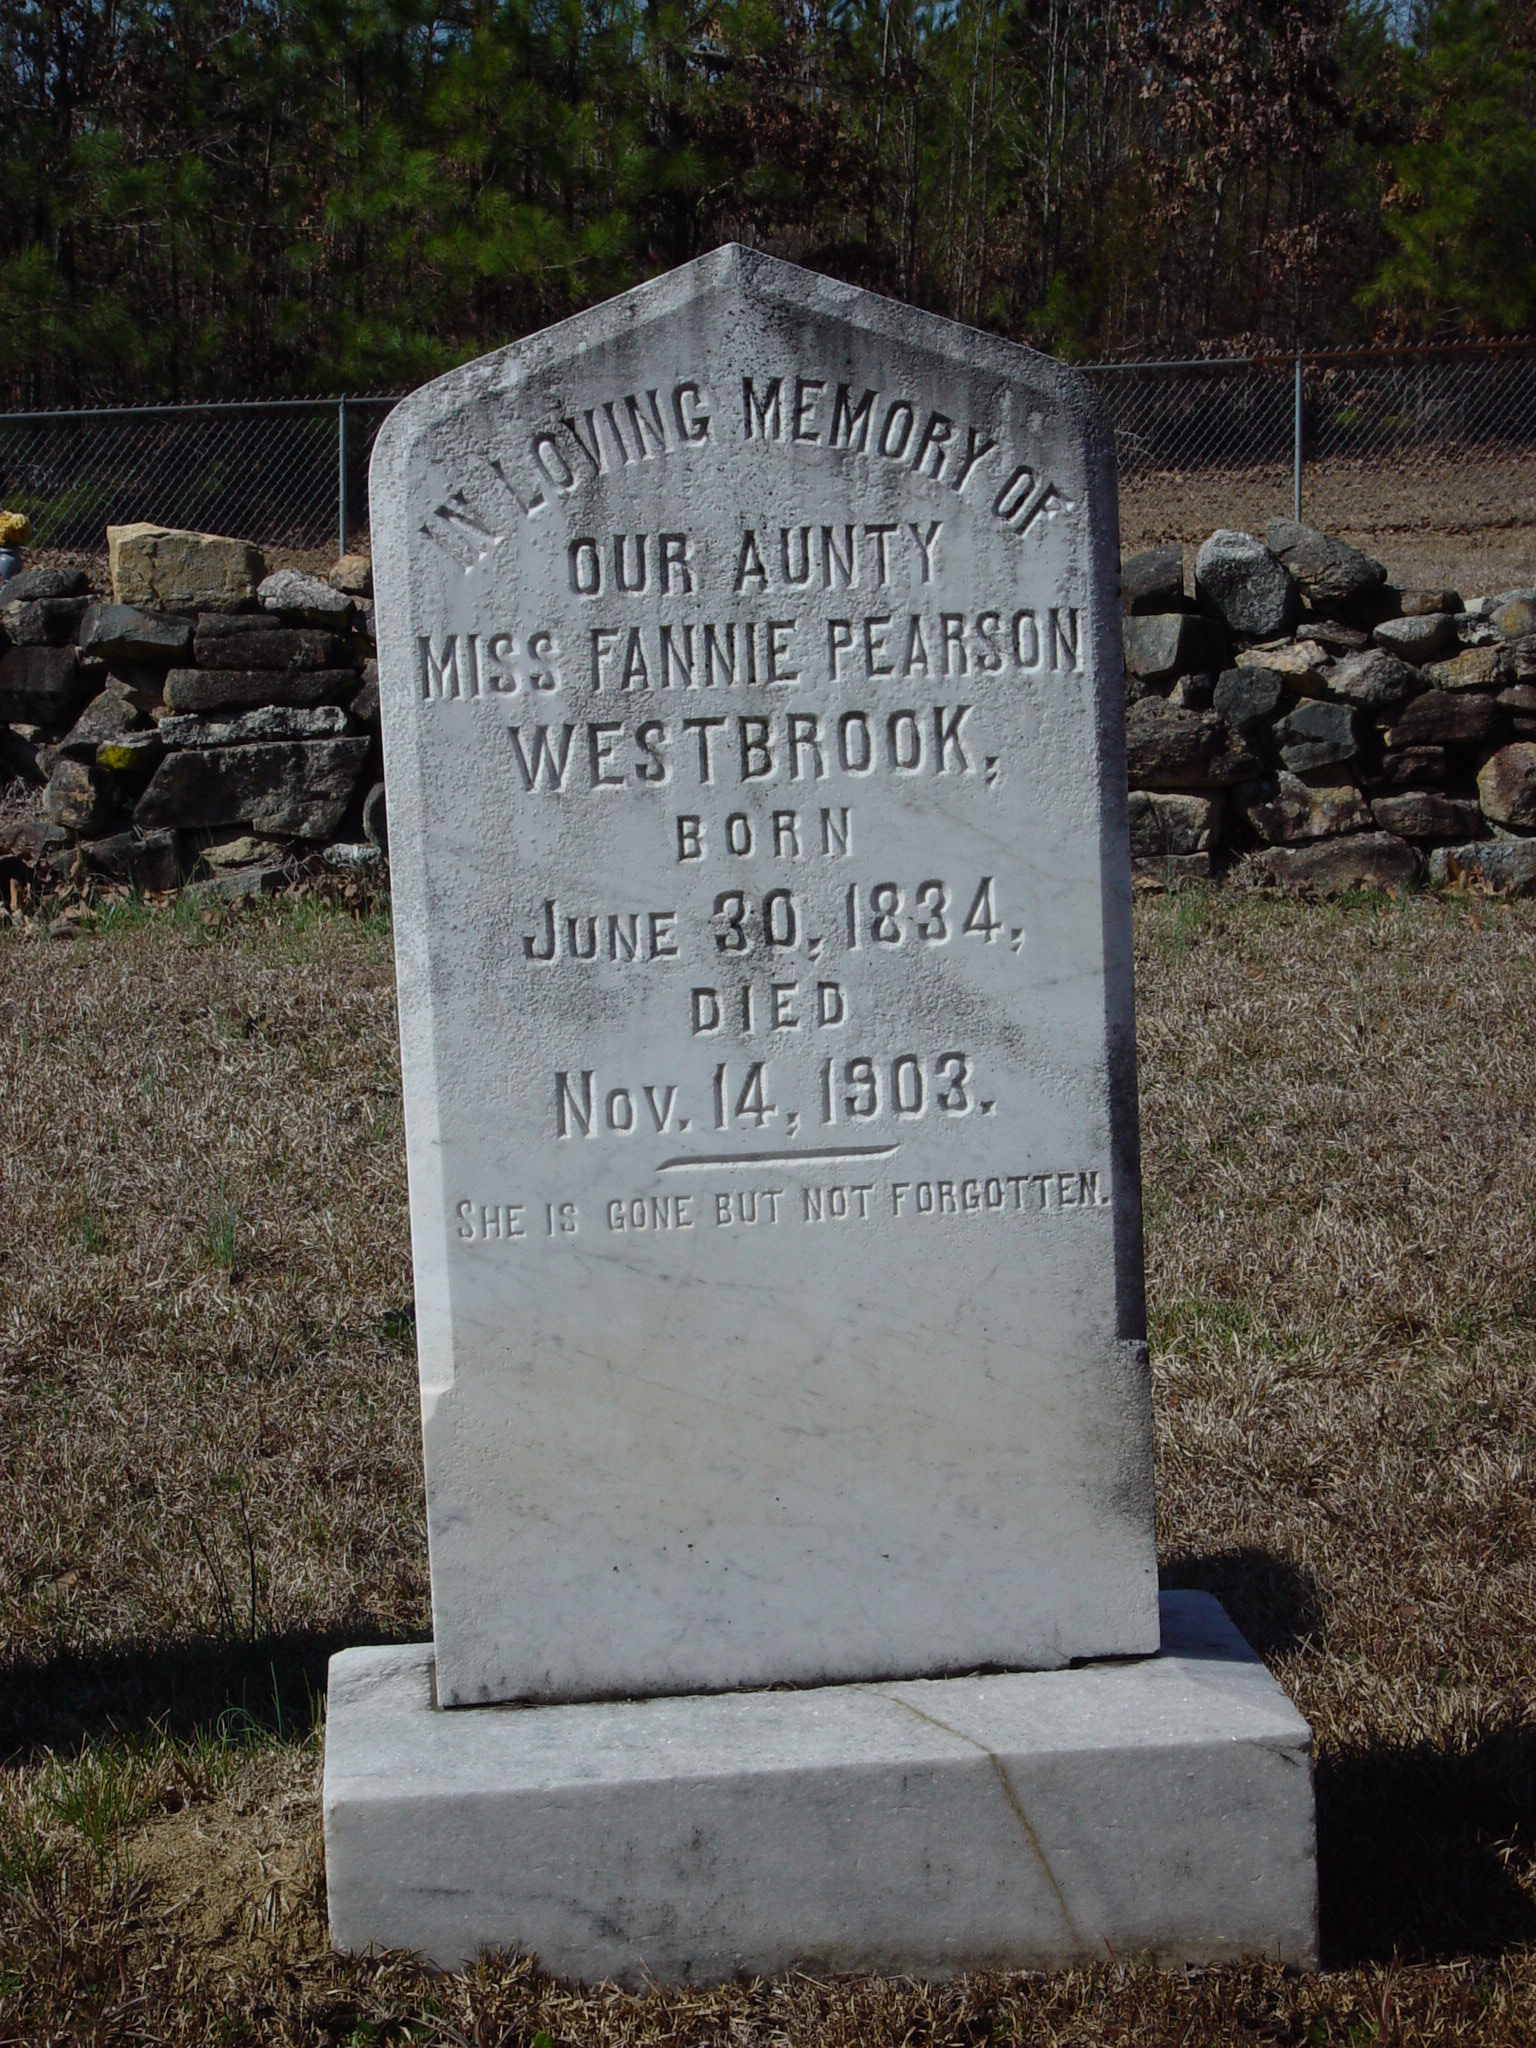 IN LOVING MEMORY OF
OUR AUNTY
MISS FANNIE PEARSON
WESTBROOK,
BORN
JUNE 30, 1834,
DIED
NOV. 14, 1903.
SHE IS GONE BUT NOT FORGOTTEN.